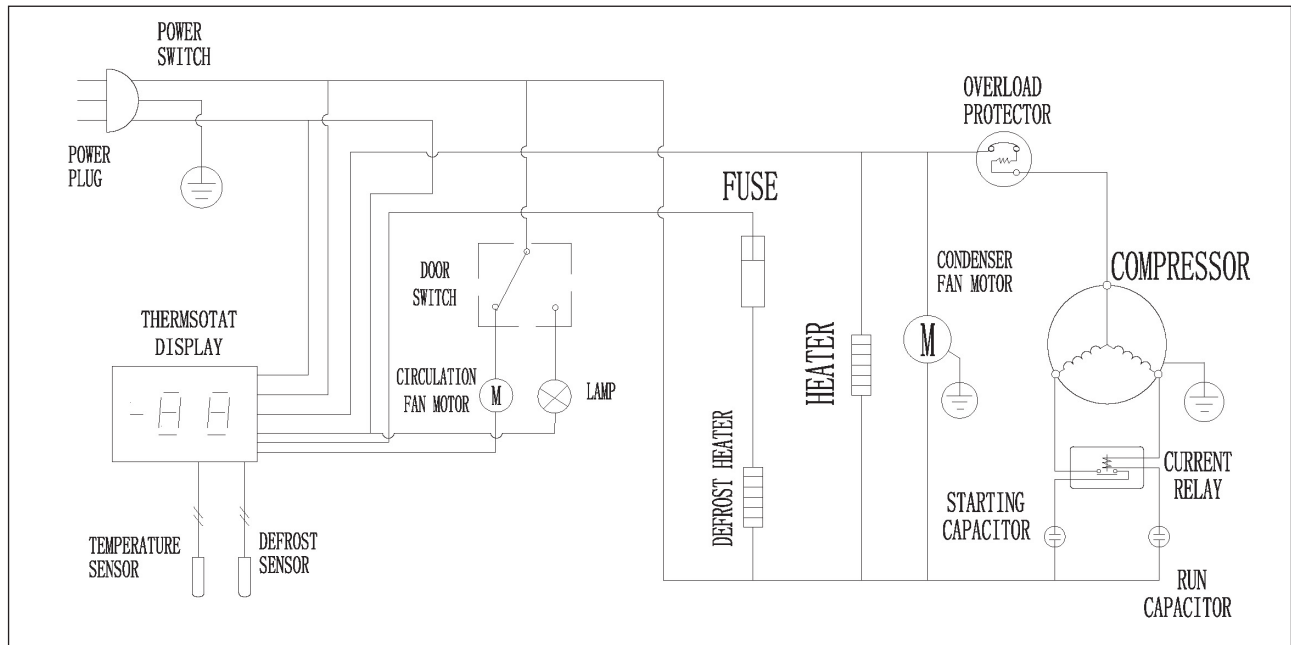 POWER
SWITCH
POWER
PLUG
OVERLOAD
PROTECTOR
FUSE
DOOR
SWITCH
CONDENSER
FAN MOTOR
COMPRESSOR
THERMSOTAT
DISPLAY
HEATER
M
CIRCULATION
FAN MOTOR
M
LAMP
-88
DEFROST HEATER
CURRENT
RELAY
STARTING
CAPACITOR
TEMPERATURE
SENSOR
DEFROST
SENSOR
RUN
CAPACITOR